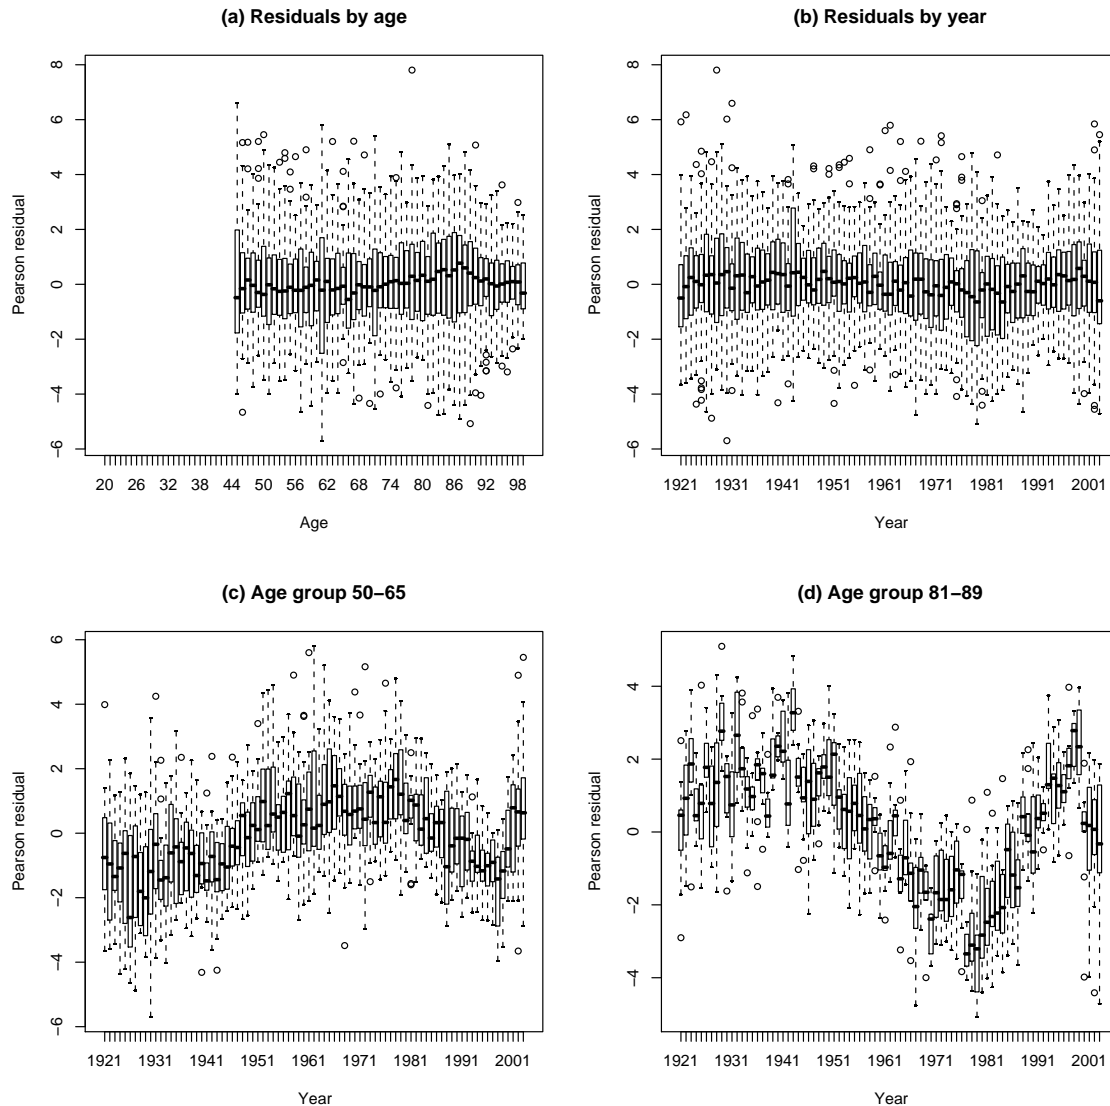 (a) Residuals by age
Pearson residual
8
6
4
2
0
−2
−4
−6
20 26 32 38 44 50 56 62 68 74 80 86 92 98
Age
(b) Residuals by year
Pearson residual
8
6
4
2
0
−2
−4
−6
1921 1931 1941 1951 1961 1971 1981 1991 2001
Year
(c) Age group 50−65
Pearson residual
6
4
2
0
−2
−4
−6
1921 1931 1941 1951 1961 1971 1981 1991 2001
Year
(d) Age group 81−89
Pearson residual
4
2
0
−2
−4
1921 1931 1941 1951 1961 1971 1981 1991 2001
Year